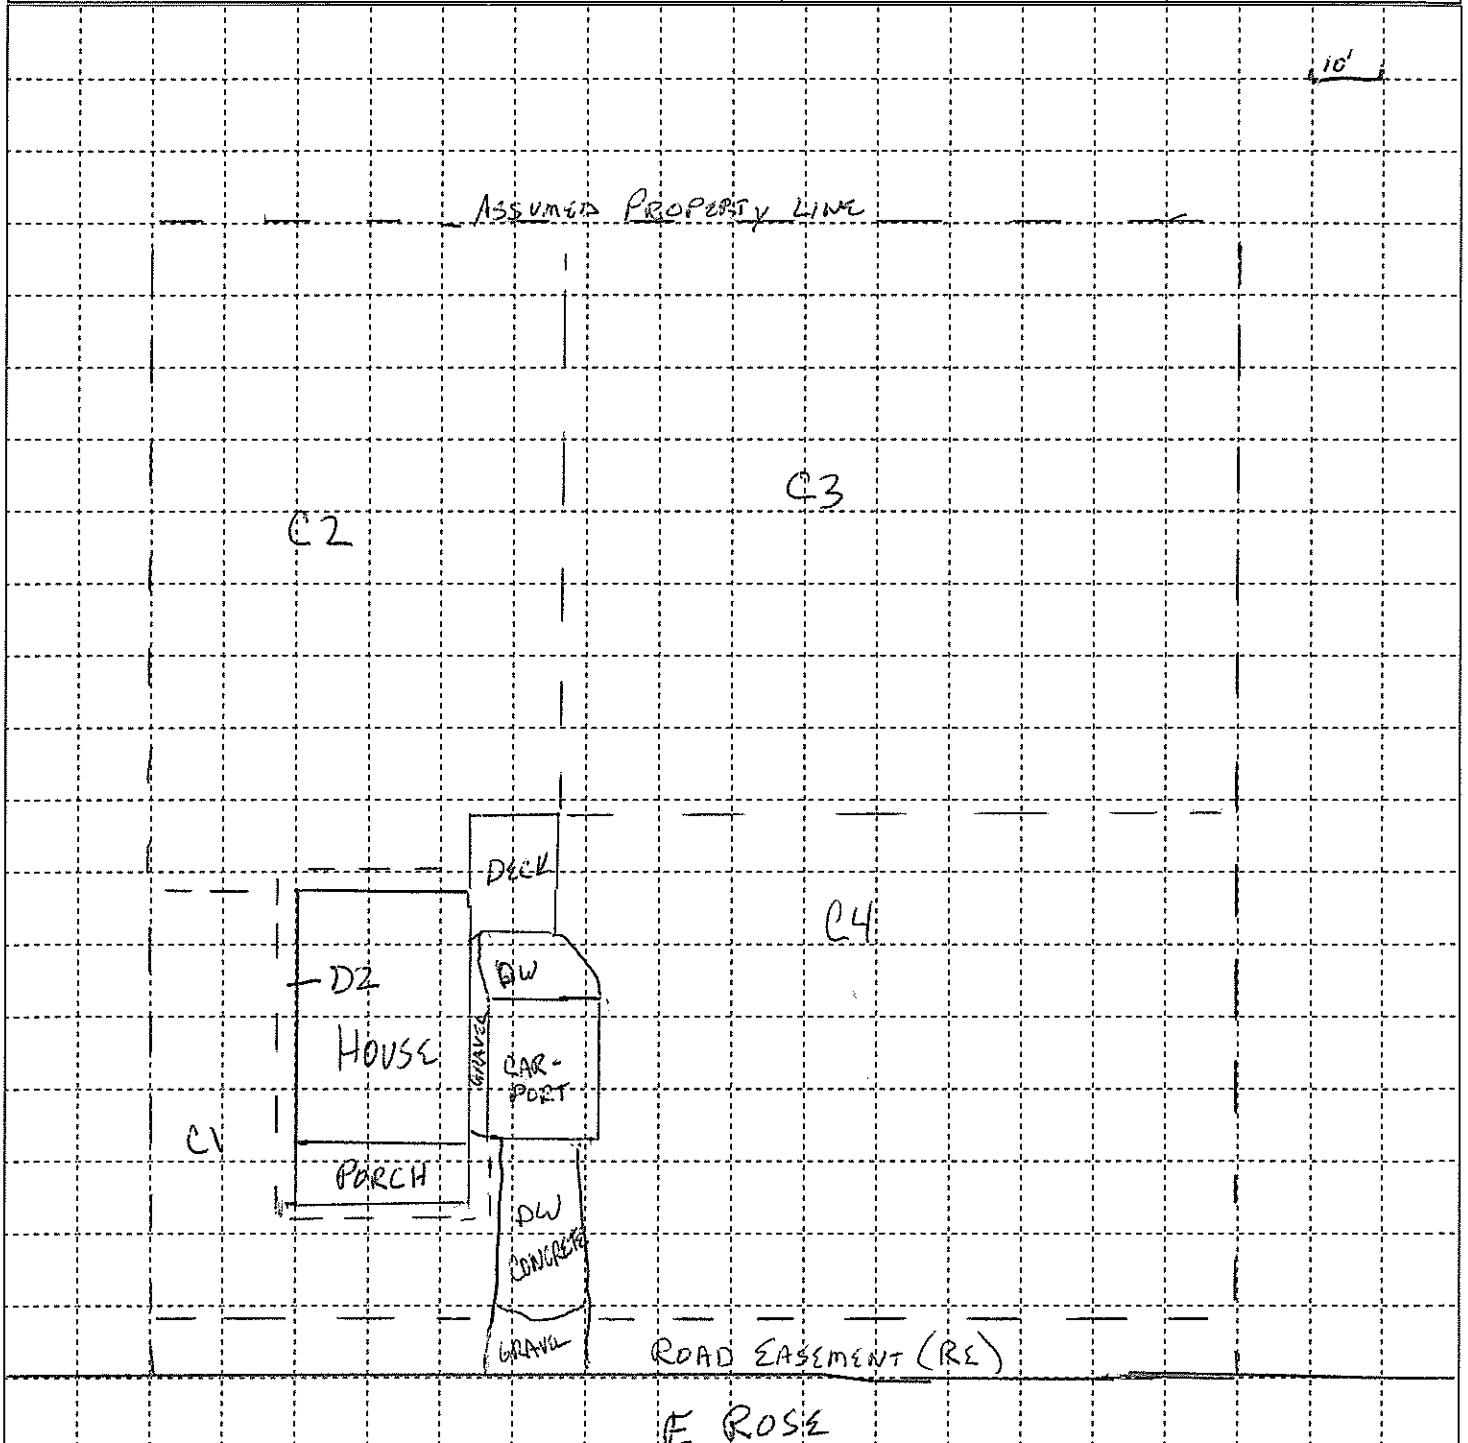 10'
ASSUMED PROPERTY LINE
C3
C2
DECK
C4
DW
D2
HOUSE
GRAVEL
CAR-
PORT
C1
PORCH
DW
CONCRETE
GRAVEL
ROAD EASEMENT (RE)
E ROSE